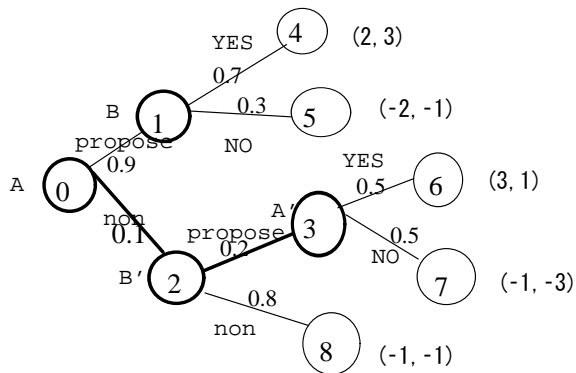 4 (2, 3)
YES
0.7
B 1 0.3 5 (-2, -1)
propose NO
0.9
A 0
YES
0.5 6 (3, 1)
A' 3
non propose
0.1 0.2 0.5
NO
B' 2 7 (-1, -3)
0.8
non
8 (-1, -1)